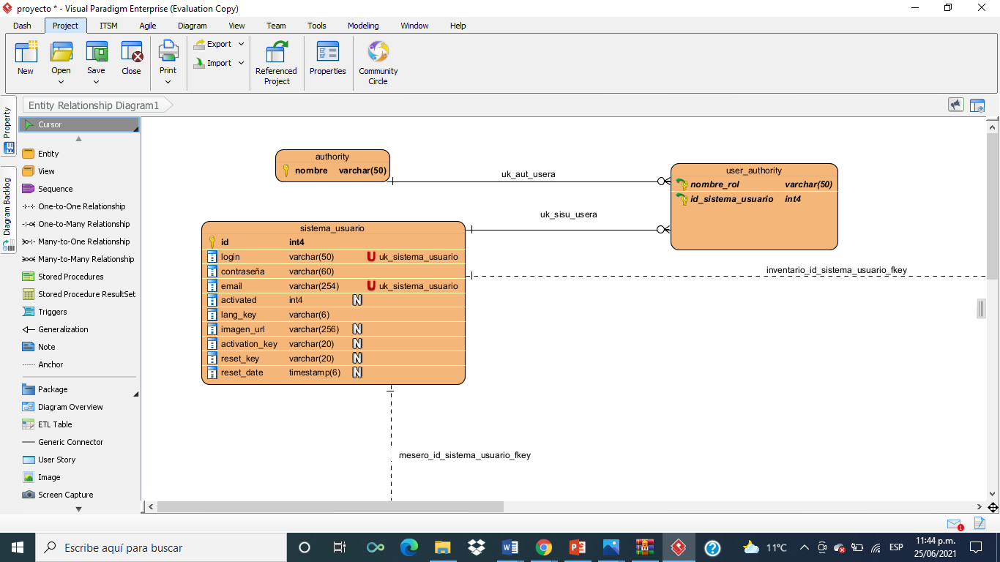 proyecto * - Visual Paradigm Enterprise (Evaluation Copy)
Dash Project ITSM Agile Diagram View Team Tools Modeling Window Help
New Open Save Close Print Export Import Referenced Project Properties Community Circle
Property
Diagram Backlog
Entity Relationship Diagram1
Cursor
Entity
View
Sequence
One-to-One Relationship
One-to-Many Relationship
Many-to-One Relationship
Many-to-Many Relationship
Stored Procedures
Stored Procedure ResultSet
Triggers
Generalization
Note
Anchor
Package
Diagram Overview
ETL Table
Generic Connector
User Story
Image
Screen Capture
authority
nombre varchar(50)
uk_aut_usera
user_authority
nombre_rol varchar(50)
id_sistema_usuario int4
uk_sisu_usera
sistema_usuario
id int4
login varchar(50) U uk_sistema_usuario
contraseña varchar(60)
email varchar(254) U uk_sistema_usuario
activated int4 N
lang_key varchar(6)
imagen_url varchar(256) N
activation_key varchar(20) N
reset_key varchar(20) N
reset_date timestamp(6) N
inventario_id_sistema_usuario_fkey
mesero_id_sistema_usuario_fkey
1
Escribe aquí para buscar
11°C
ESP
11:44 p.m.
25/06/2021